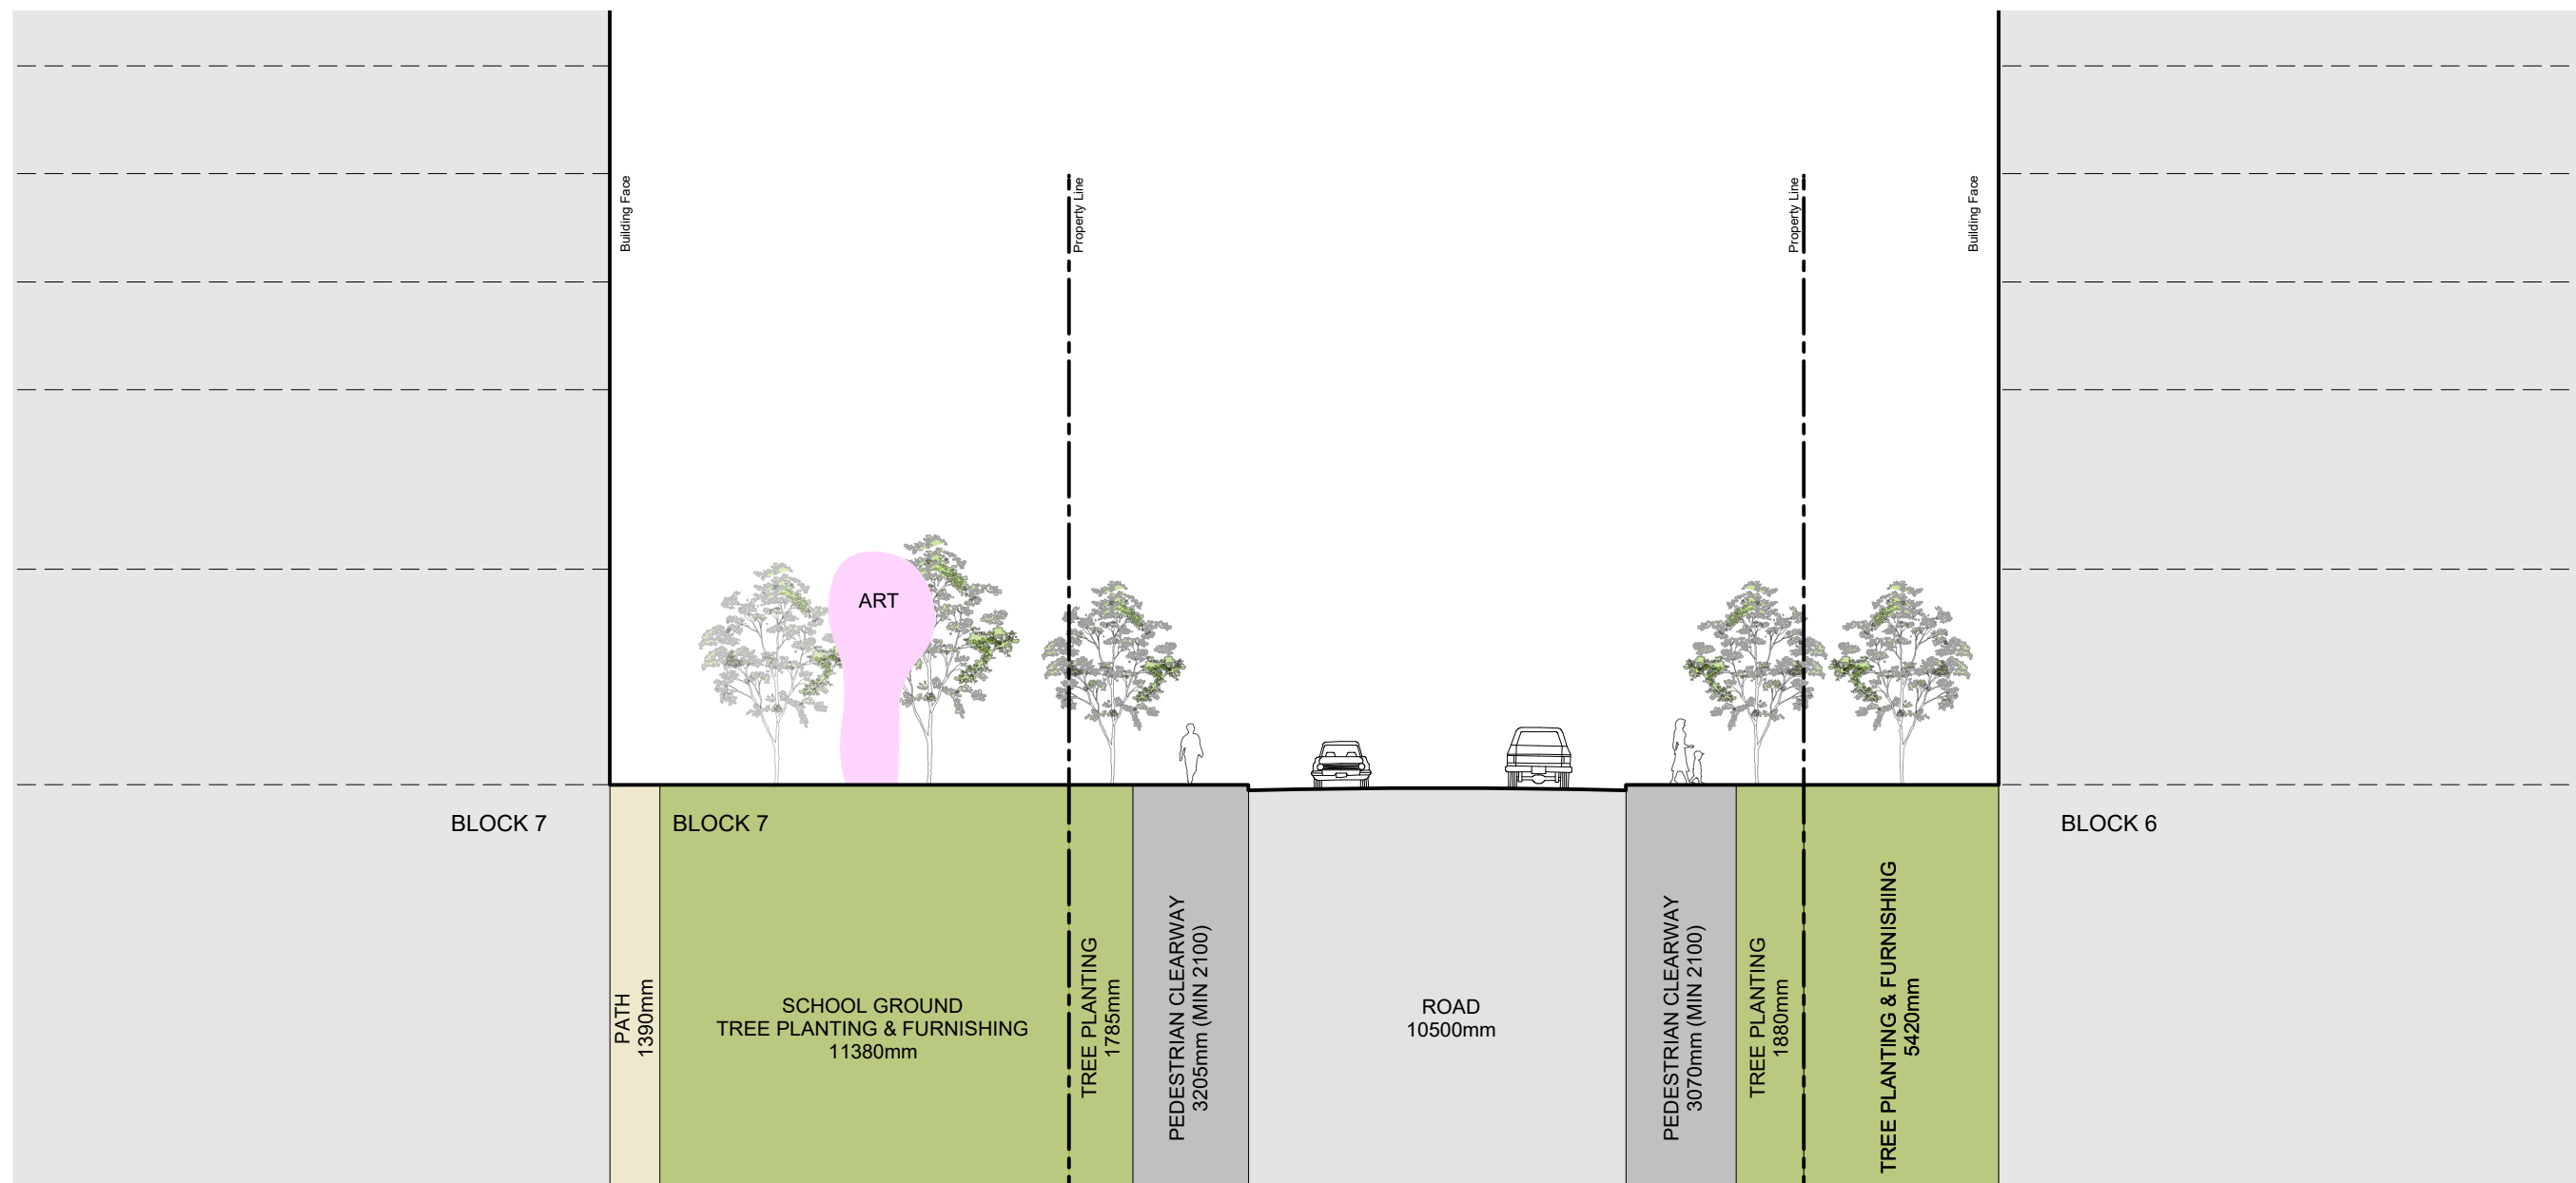 Building Face
Property Line
Property Line
Building Face
ART
BLOCK 7
BLOCK 7
BLOCK 6
PATH
1390mm
SCHOOL GROUND
TREE PLANTING & FURNISHING
11380mm
TREE PLANTING
1785mm
PEDESTRIAN CLEARWAY
3205mm (MIN 2100)
ROAD
10500mm
PEDESTRIAN CLEARWAY
3070mm (MIN 2100)
TREE PLANTING
1880mm
TREE PLANTING & FURNISHING
5420mm